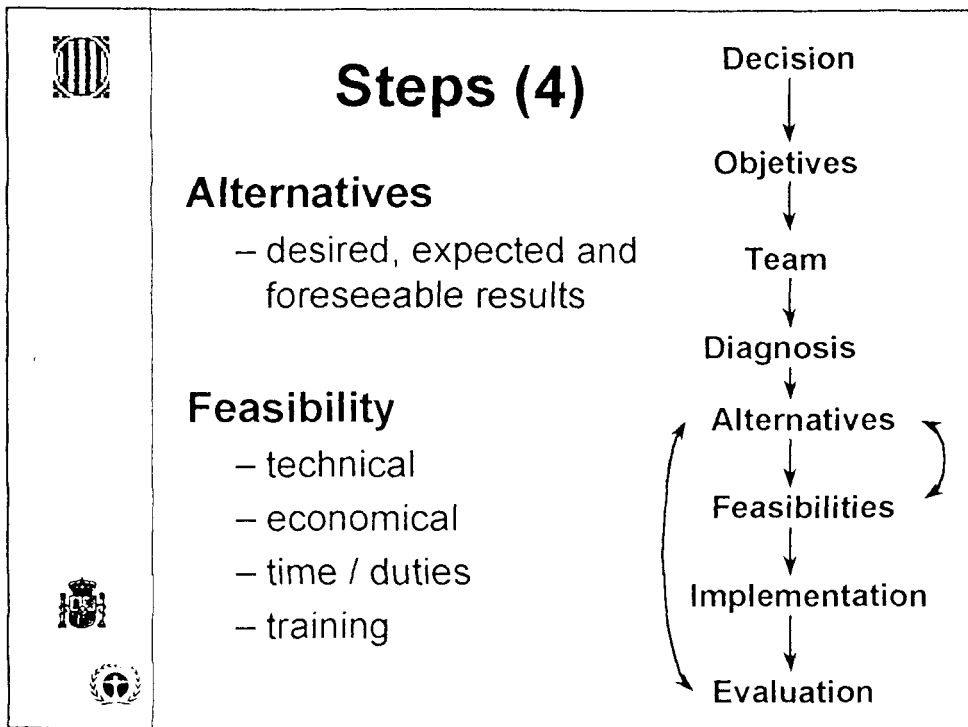 Steps (4)
Alternatives
– desired, expected and
foreseeable results
Feasibility
– technical
– economical
– time / duties
– training
Decision
Objetives
Team
Diagnosis
Alternatives
Feasibilities
Implementation
Evaluation